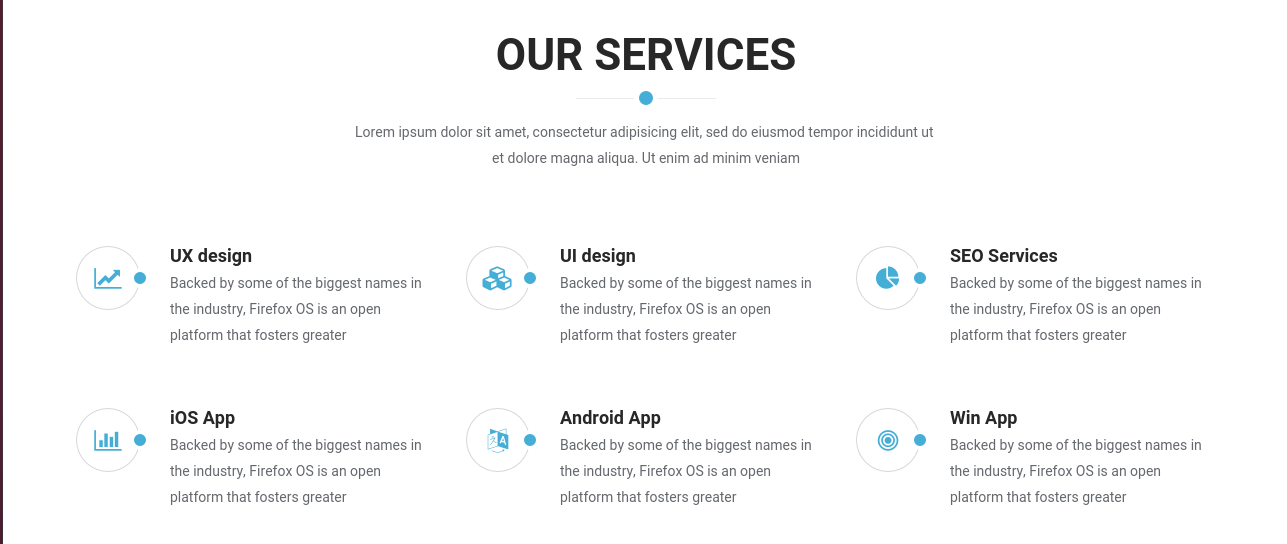 OUR SERVICES
Lorem ipsum dolor sit amet, consectetur adipisicing elit, sed do eiusmod tempor incididunt ut
et dolore magna aliqua. Ut enim ad minim veniam
UX design
Backed by some of the biggest names in
the industry, Firefox OS is an open
platform that fosters greater
UI design
Backed by some of the biggest names in
the industry, Firefox OS is an open
platform that fosters greater
SEO Services
Backed by some of the biggest names in
the industry, Firefox OS is an open
platform that fosters greater
iOS App
Backed by some of the biggest names in
the industry, Firefox OS is an open
platform that fosters greater
Android App
Backed by some of the biggest names in
the industry, Firefox OS is an open
platform that fosters greater
Win App
Backed by some of the biggest names in
the industry, Firefox OS is an open
platform that fosters greater